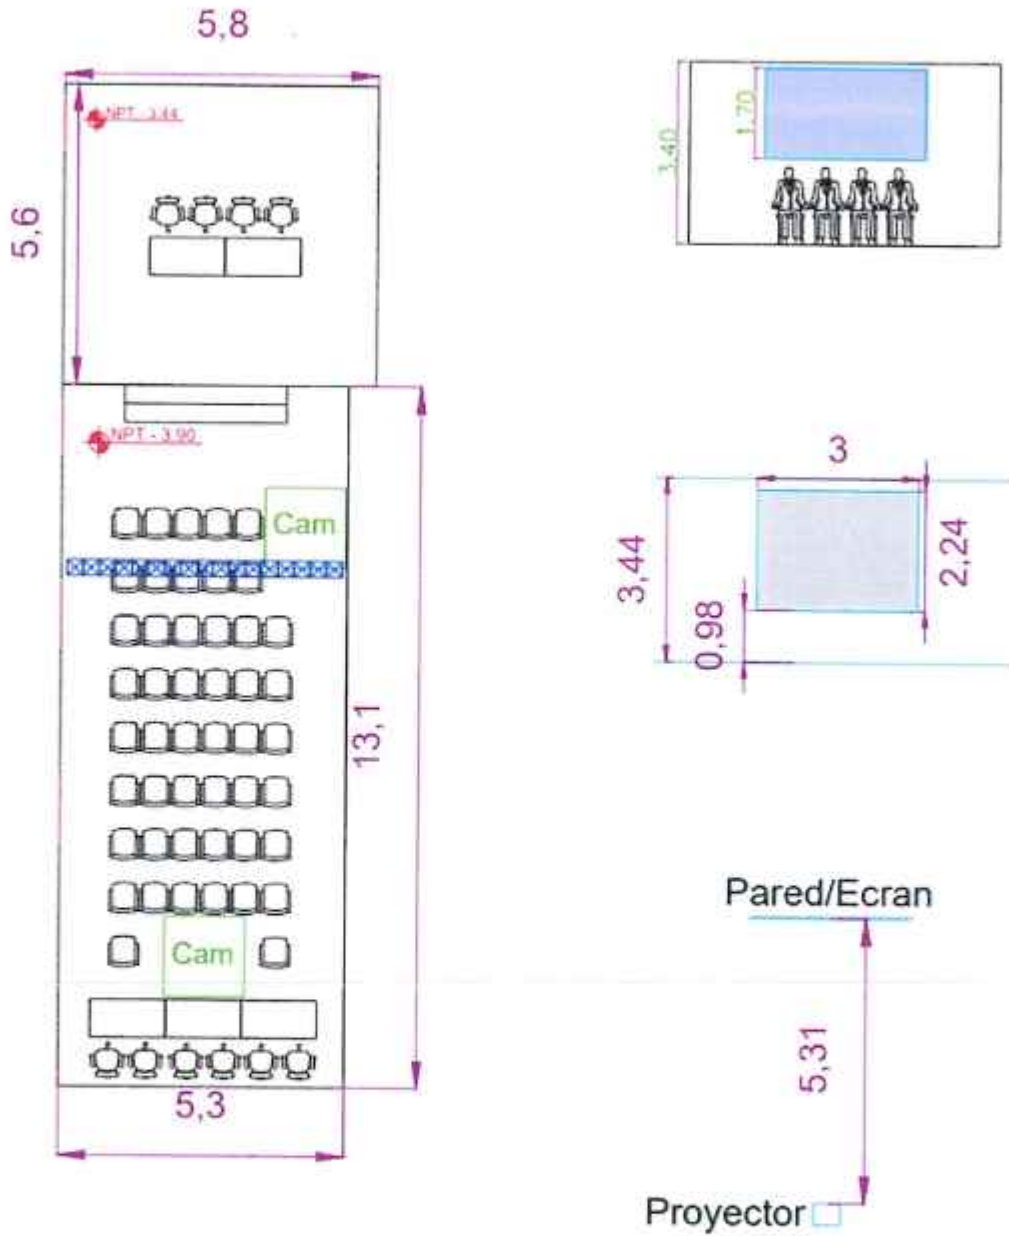 5,8
NPT - 3.44
5,6
NPT - 3.90
Cam
13,1
Cam
5,3
3,40
1,70
3
3,44
0,98
2,24
Pared/Ecran
5,31
Proyector